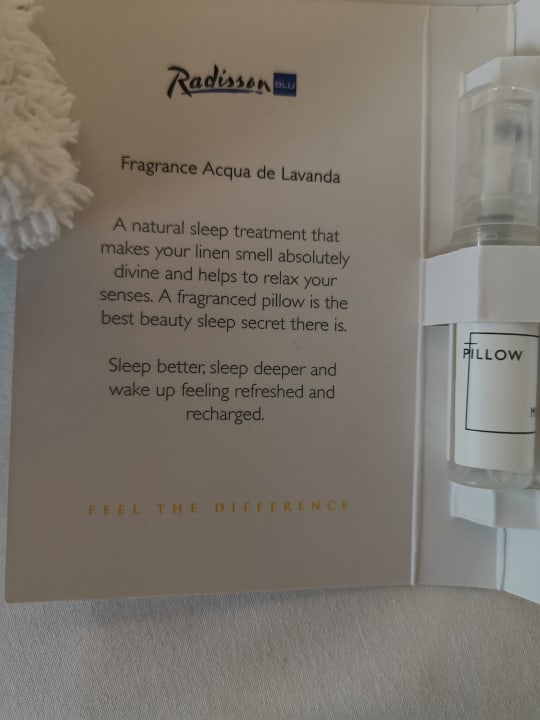 Radisson BLU
Fragrance Acqua de Lavanda
A natural sleep treatment that
makes your linen smell absolutely
divine and helps to relax your
senses. A fragranced pillow is the
best beauty sleep secret there is.
Sleep better, sleep deeper and
wake up feeling refreshed and
recharged.
FEEL THE DIFFERENCE
PILLOW